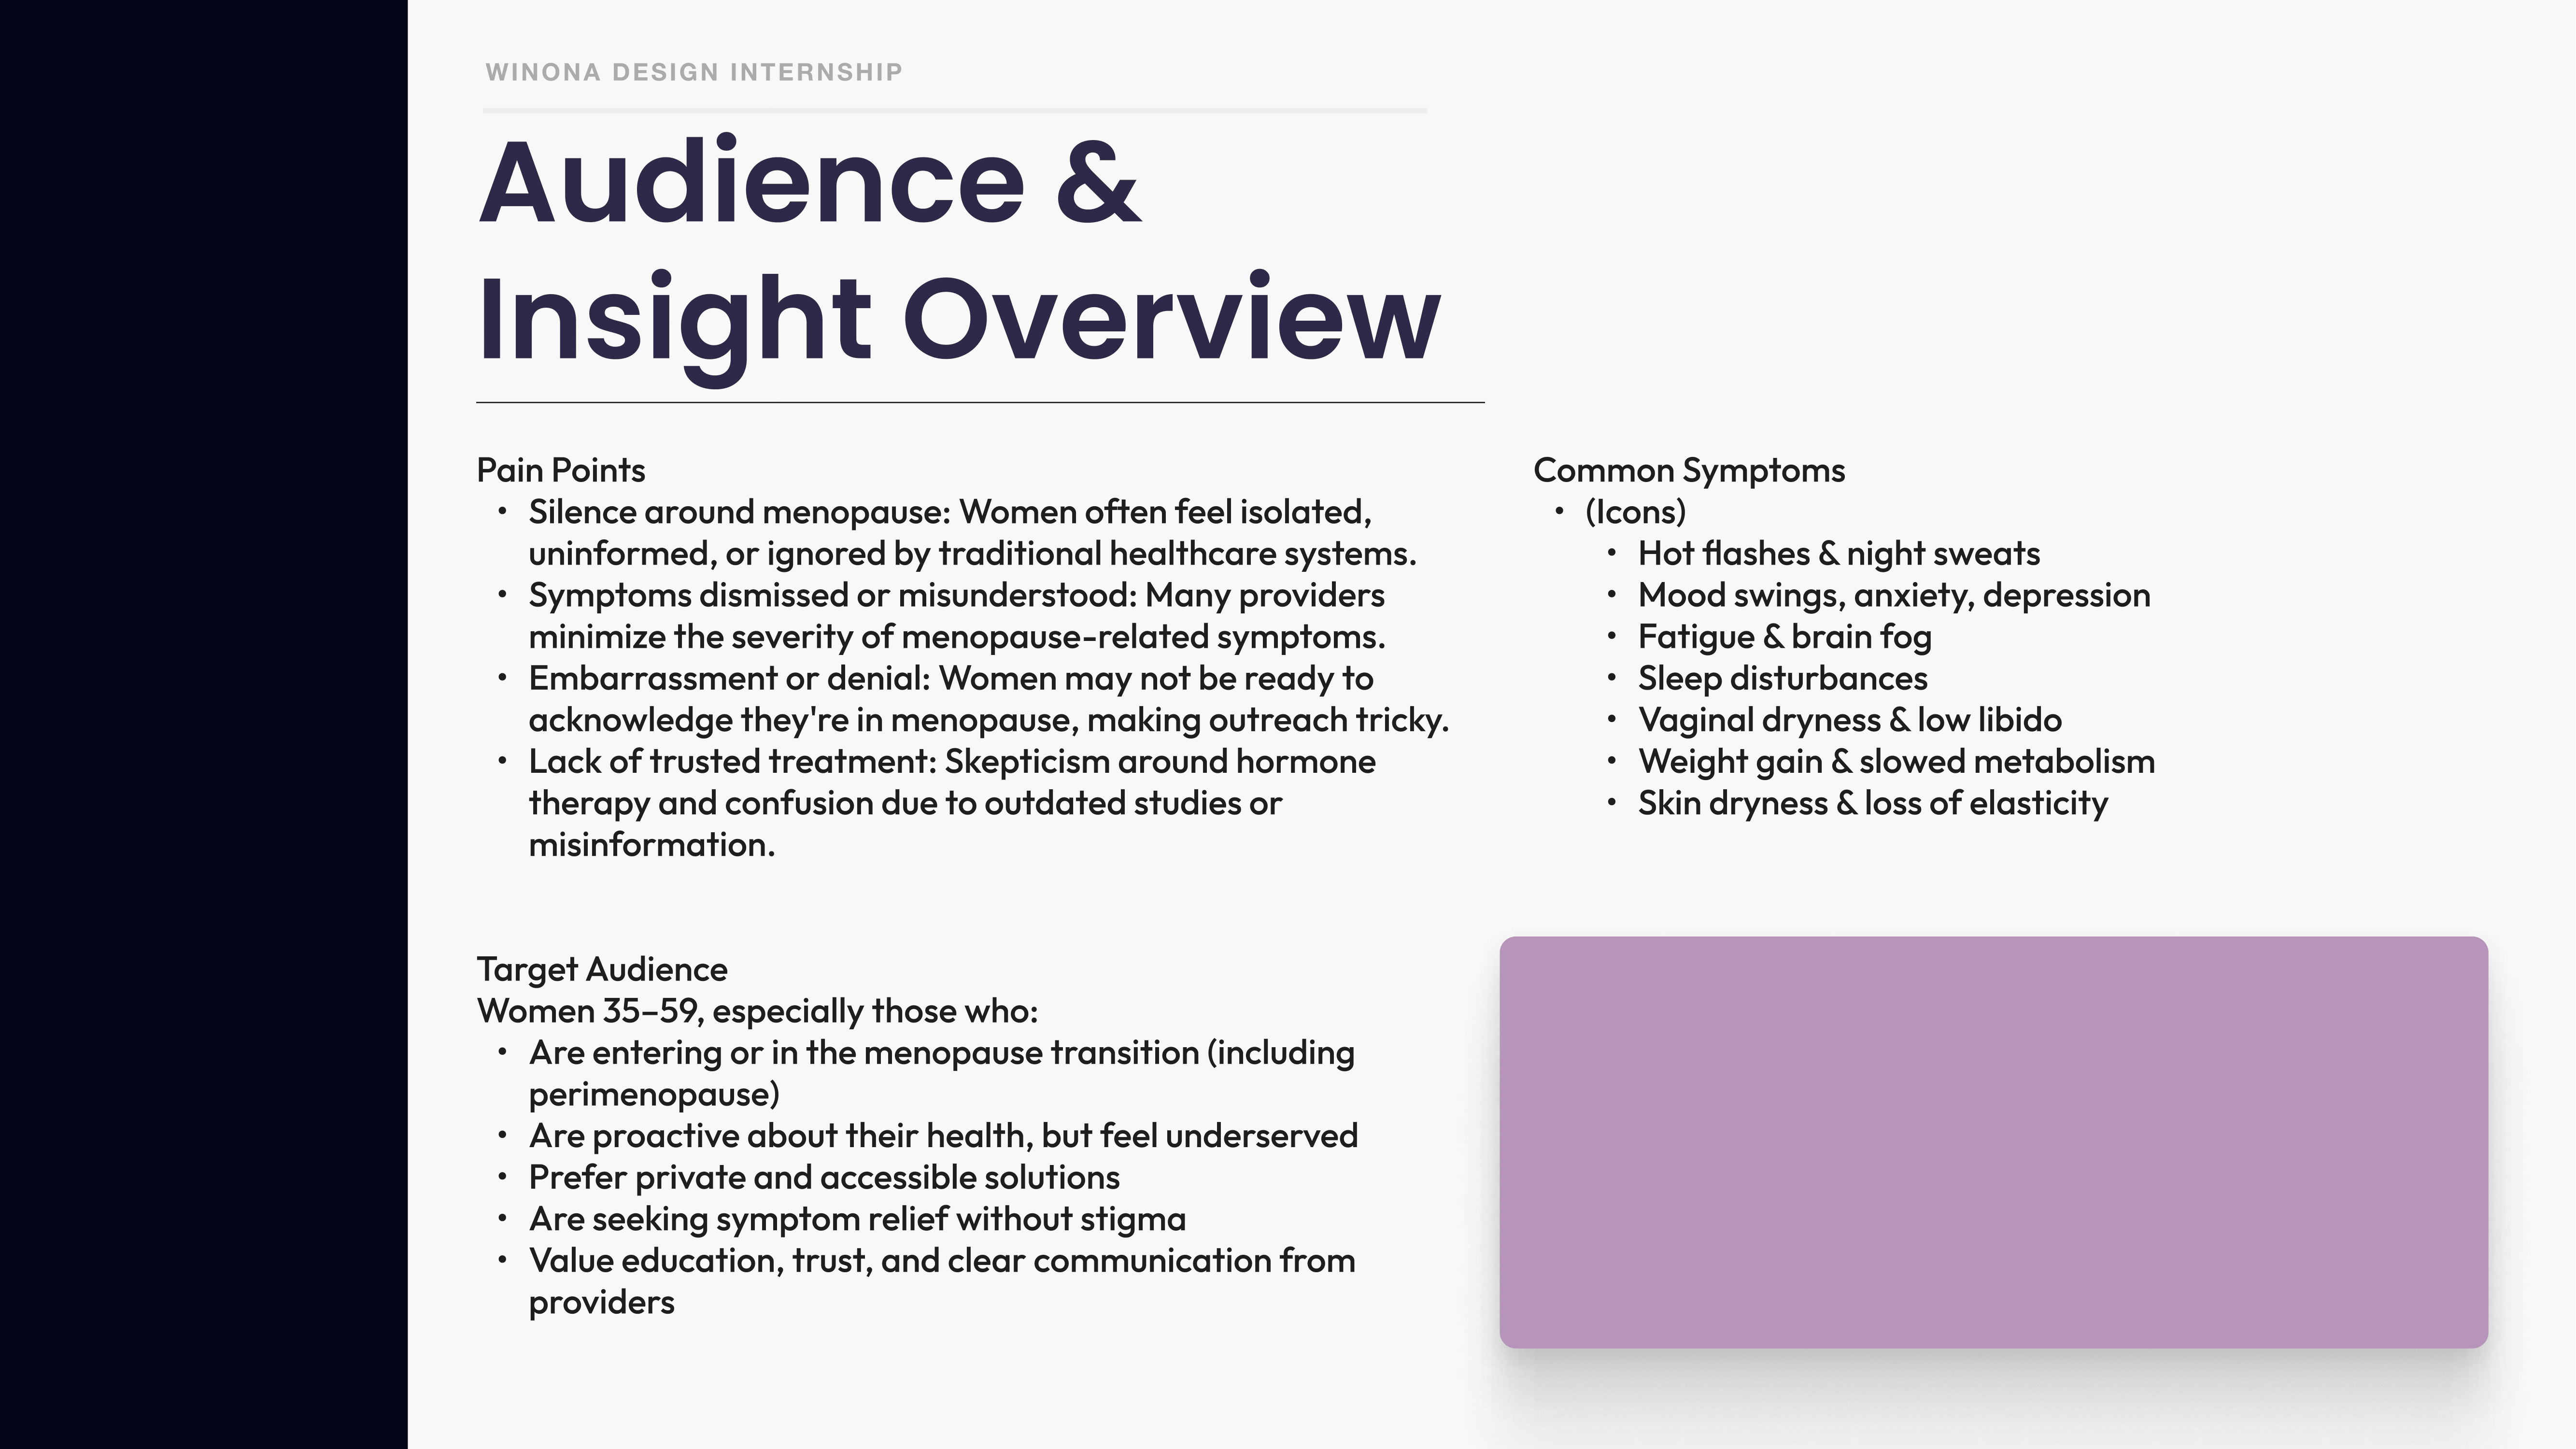 WINONA DESIGN INTERNSHIP
Audience &
Insight Overview
Pain Points
• Silence around menopause: Women often feel isolated,
uninformed, or ignored by traditional healthcare systems.
• Symptoms dismissed or misunderstood: Many providers
minimize the severity of menopause-related symptoms.
• Embarrassment or denial: Women may not be ready to
acknowledge they're in menopause, making outreach tricky.
• Lack of trusted treatment: Skepticism around hormone
therapy and confusion due to outdated studies or
misinformation.
Common Symptoms
• (Icons)
• Hot flashes & night sweats
• Mood swings, anxiety, depression
• Fatigue & brain fog
• Sleep disturbances
• Vaginal dryness & low libido
• Weight gain & slowed metabolism
• Skin dryness & loss of elasticity
Target Audience
Women 35–59, especially those who:
• Are entering or in the menopause transition (including
perimenopause)
• Are proactive about their health, but feel underserved
• Prefer private and accessible solutions
• Are seeking symptom relief without stigma
• Value education, trust, and clear communication from
providers